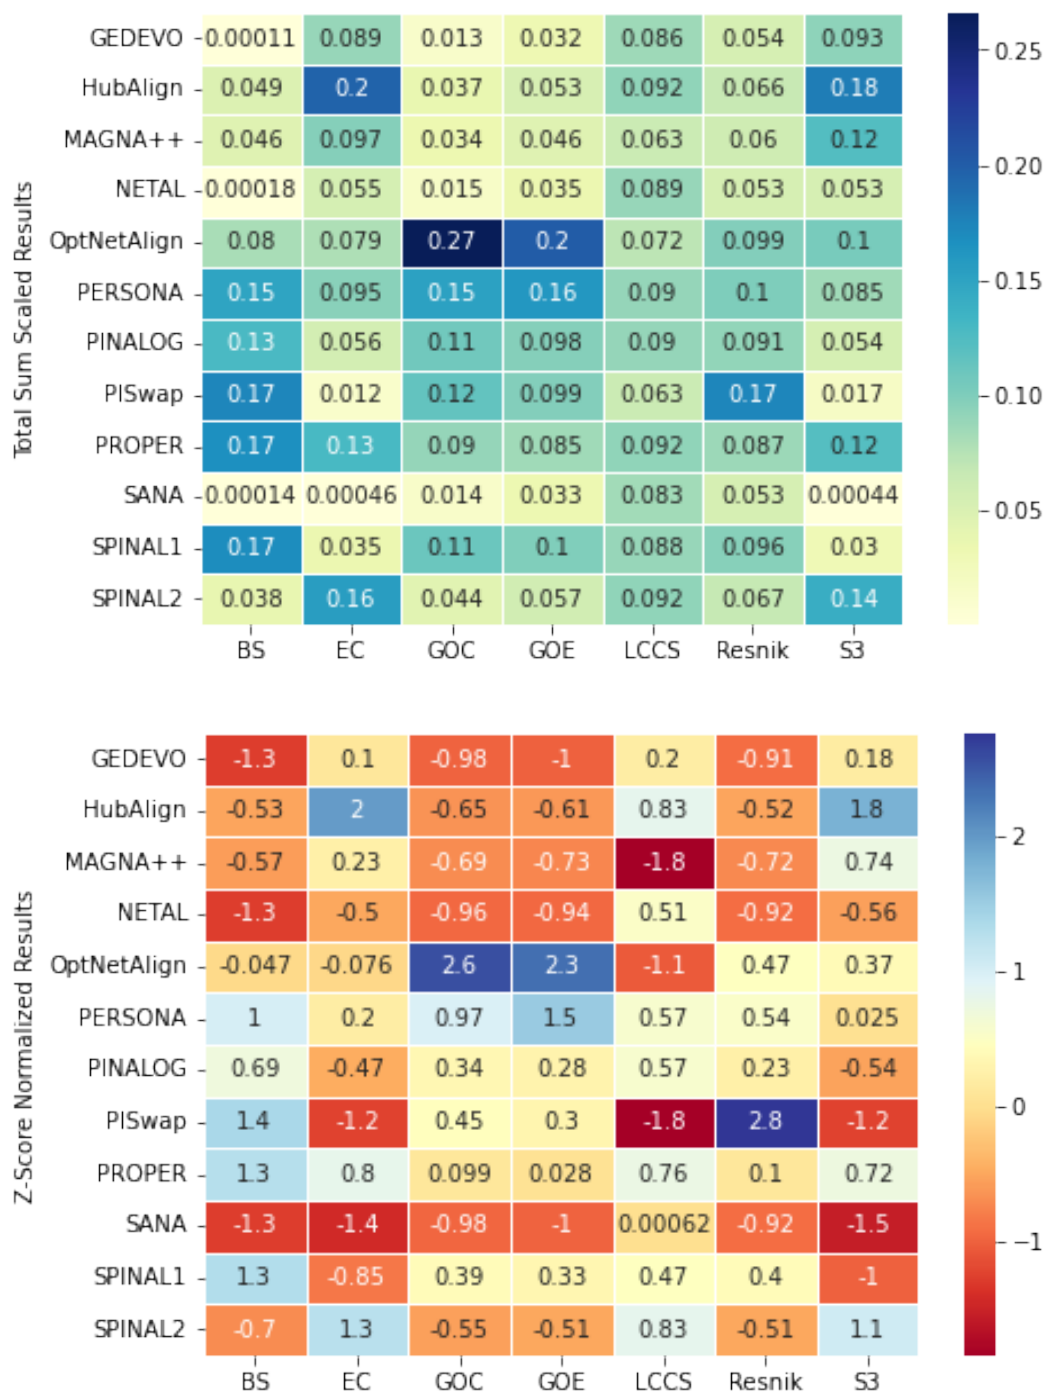 Total Sum Scaled Results
GEDEVO 0.00011 0.089 0.013 0.032 0.086 0.054 0.093
HubAlign 0.049 0.2 0.037 0.053 0.092 0.066 0.18
MAGNA++ 0.046 0.097 0.034 0.046 0.063 0.06 0.12
NETAL 0.00018 0.055 0.015 0.035 0.089 0.053 0.053
OptNetAlign 0.08 0.079 0.27 0.2 0.072 0.099 0.1
PERSONA 0.15 0.095 0.15 0.16 0.09 0.1 0.085
PINALOG 0.13 0.056 0.11 0.098 0.09 0.091 0.054
PISwap 0.17 0.012 0.12 0.099 0.063 0.17 0.017
PROPER 0.17 0.13 0.09 0.085 0.092 0.087 0.12
SANA 0.00014 0.00046 0.014 0.033 0.083 0.053 0.00044
SPINAL1 0.17 0.035 0.11 0.1 0.088 0.096 0.03
SPINAL2 0.038 0.16 0.044 0.057 0.092 0.067 0.14
BS EC GOC GOE LCCS Resnik S3
0.25
0.20
0.15
0.10
0.05
Z-Score Normalized Results
GEDEVO -1.3 0.1 -0.98 -1 0.2 -0.91 0.18
HubAlign -0.53 2 -0.65 -0.61 0.83 -0.52 1.8
MAGNA++ -0.57 0.23 -0.69 -0.73 -1.8 -0.72 0.74
NETAL -1.3 -0.5 -0.96 -0.94 0.51 -0.92 -0.56
OptNetAlign -0.047 -0.076 2.6 2.3 -1.1 0.47 0.37
PERSONA 1 0.2 0.97 1.5 0.57 0.54 0.025
PINALOG 0.69 -0.47 0.34 0.28 0.57 0.23 -0.54
PISwap 1.4 -1.2 0.45 0.3 -1.8 2.8 -1.2
PROPER 1.3 0.8 0.099 0.028 0.76 0.1 0.72
SANA -1.3 -1.4 -0.98 -1 0.00062 -0.92 -1.5
SPINAL1 1.3 -0.85 0.39 0.33 0.47 0.4 -1
SPINAL2 -0.7 1.3 -0.55 -0.51 0.83 -0.51 1.1
BS EC GOC GOE LCCS Resnik S3
2
1
0
−1